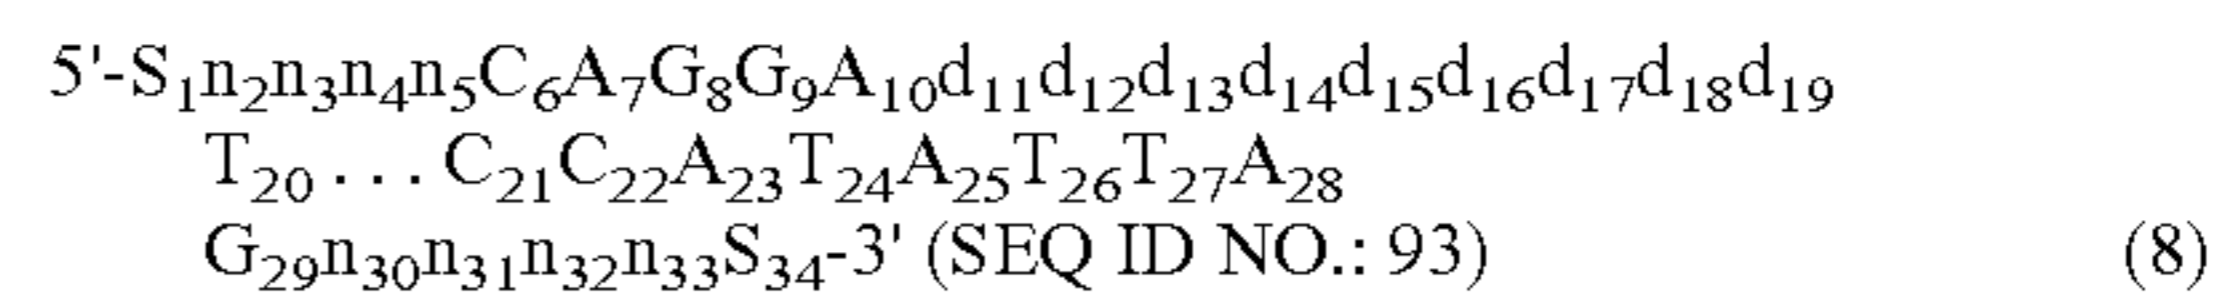 5'-S₁n₂n₃n₄n₅C₆A₇G₈G₉A₁₀d₁₁d₁₂d₁₃d₁₄d₁₅d₁₆d₁₇d₁₈d₁₉
T₂₀ . . . C₂₁C₂₂A₂₃T₂₄A₂₅T₂₆T₂₇A₂₈
G₂₉n₃₀n₃₁n₃₂n₃₃S₃₄-3' (SEQ ID NO.: 93) (8)